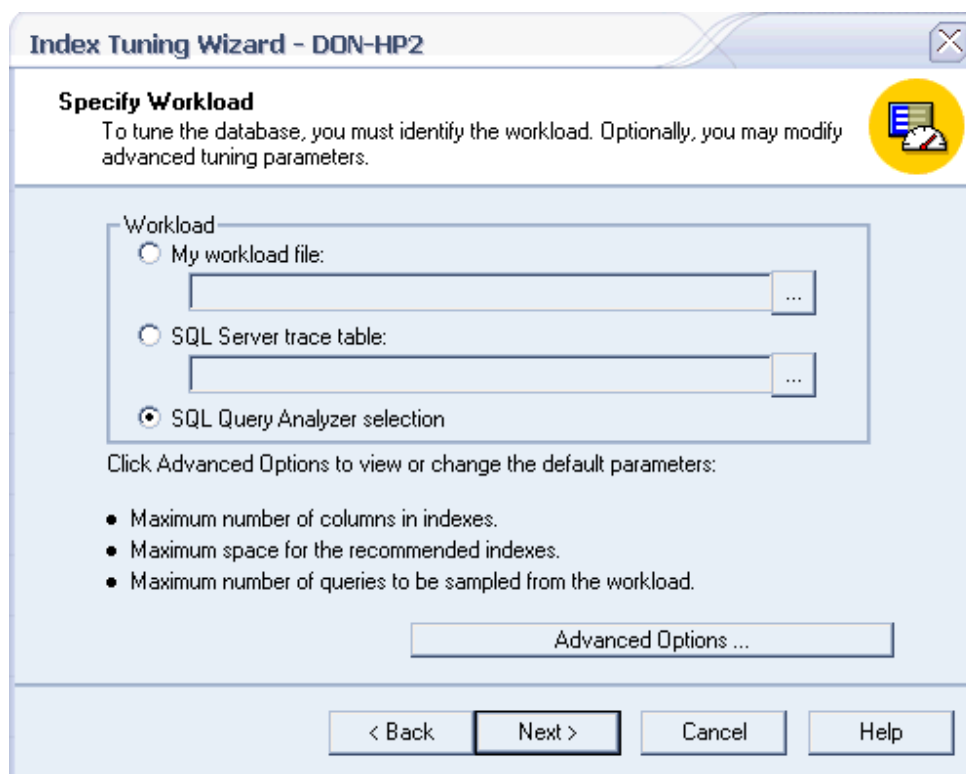 Index Tuning Wizard - DON-HP2
Specify Workload
To tune the database, you must identify the workload. Optionally, you may modify
advanced tuning parameters.
Workload
My workload file:
...
SQL Server trace table:
...
SQL Query Analyzer selection
Click Advanced Options to view or change the default parameters:
● Maximum number of columns in indexes.
● Maximum space for the recommended indexes.
● Maximum number of queries to be sampled from the workload.
Advanced Options ...
< Back Next > Cancel Help